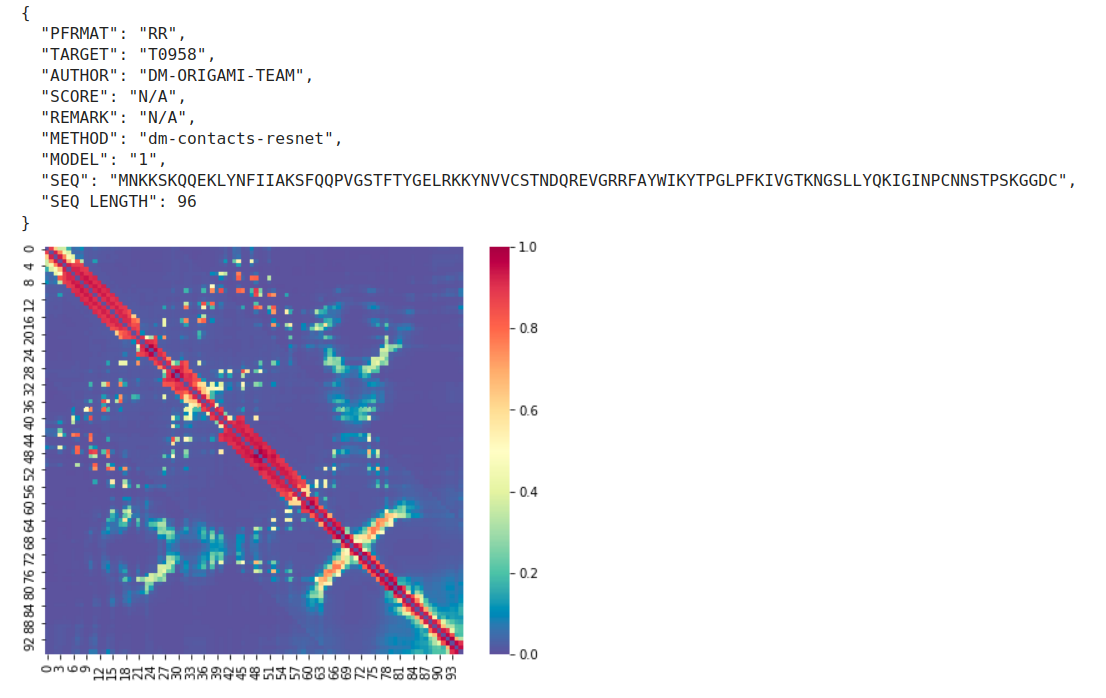 {
"PFRMAT": "RR",
"TARGET": "T0958",
"AUTHOR": "DM-ORIGAMI-TEAM",
"SCORE": "N/A",
"REMARK": "N/A",
"METHOD": "dm-contacts-resnet",
"MODEL": "1",
"SEQ": "MNKKSKQQEKLYNFIIAKSFQQPVGSTFTYGELRKKYNVVCSTNDQREVGRRFAYWIKYTPGLPFKIVGTKNGSLLYQKIGINPCNNSTPSKGGDC",
"SEQ LENGTH": 96
}
0 4 8 12 16 20 24 28 32 36 40 44 48 52 56 60 64 68 72 76 80 84 88 92
0 3 6 9 12 15 18 21 24 27 30 33 36 39 42 45 48 51 54 57 60 63 66 69 72 75 78 81 84 87 90 93
1.0
0.8
0.6
0.4
0.2
0.0